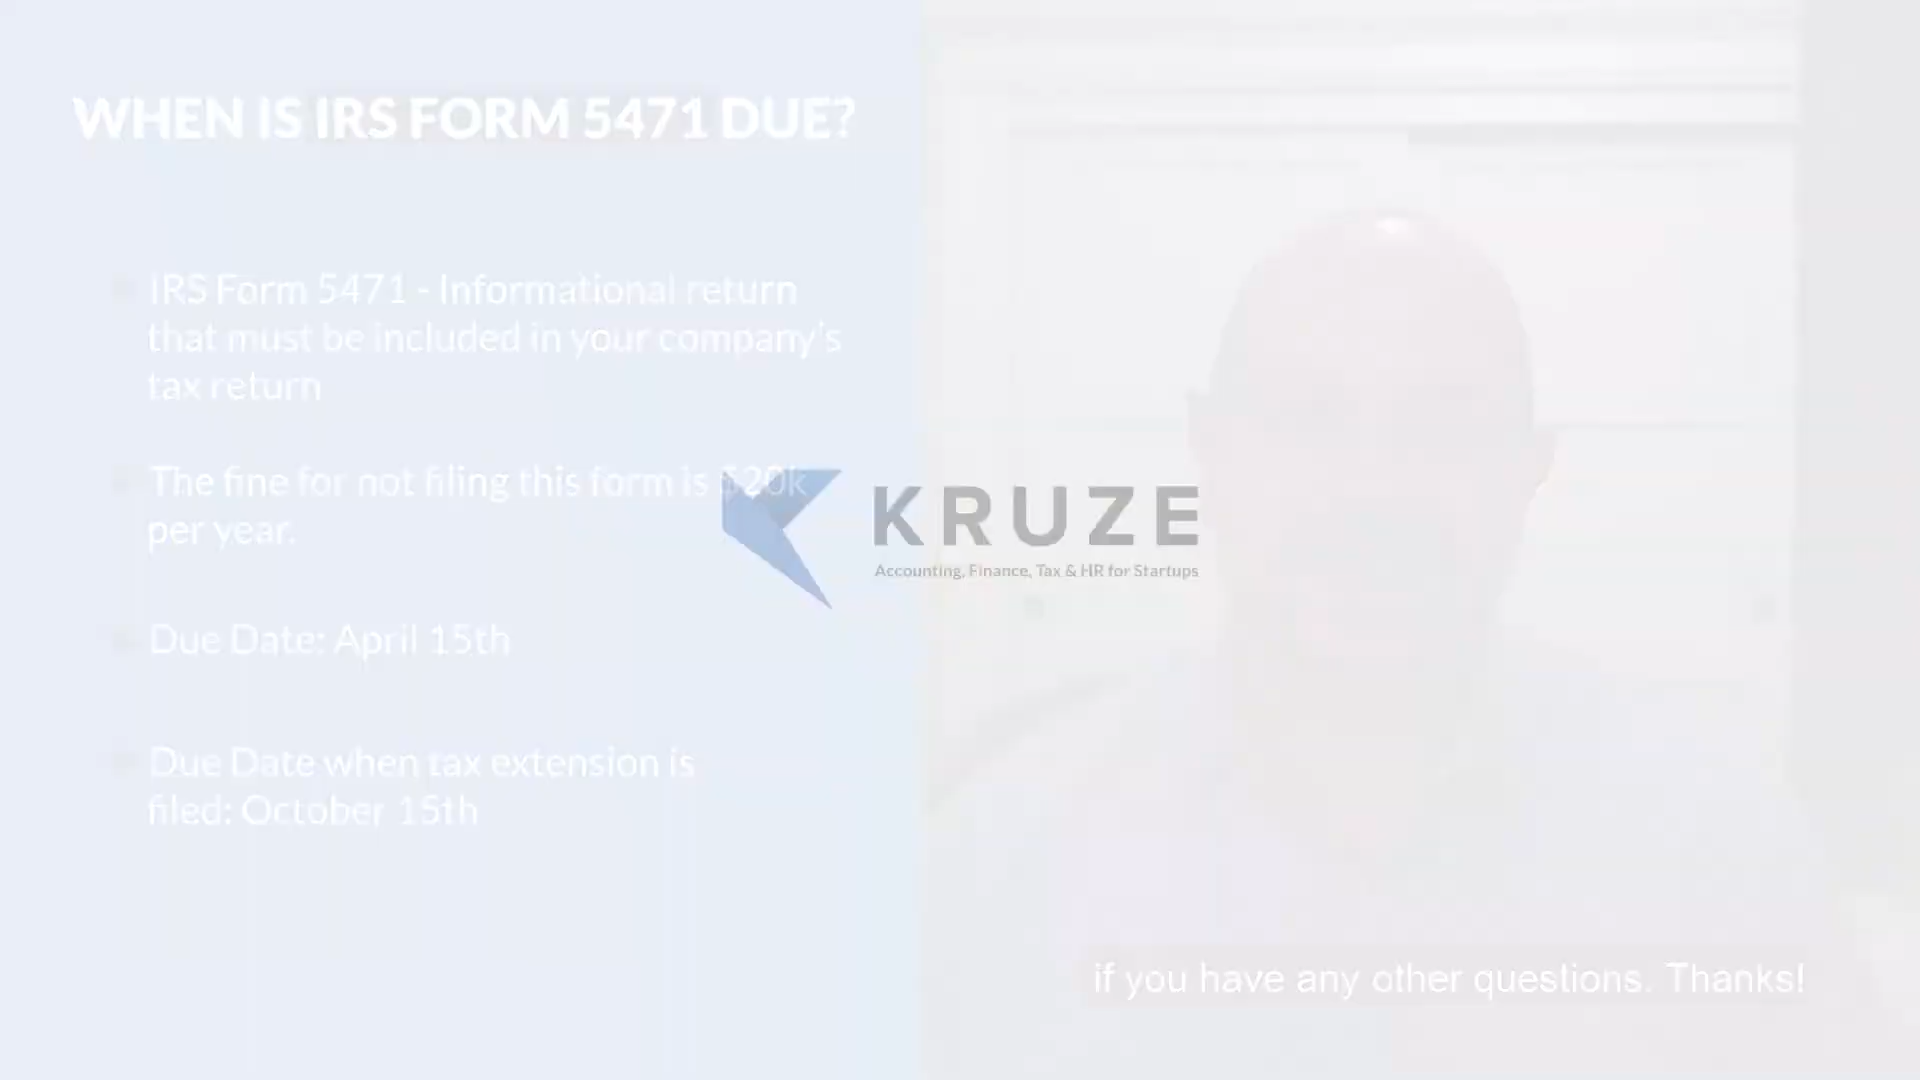 WHEN IS IRS FORM 5471 DUE?
IRS Form 5471 - Informational return
that must be included in your company's
tax return
The fine for not filing this form is $20k
per year.
Due Date: April 15th
Due Date when tax extension is
filed: October 15th
KRUZE
Accounting, Finance, Tax & HR for Startups
if you have any other questions. Thanks!